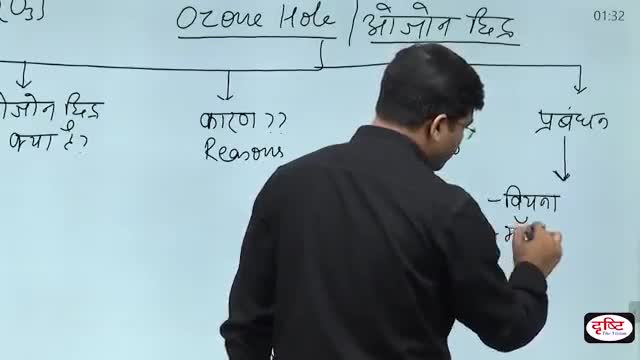 (O3)
Ozone Hole / ओजोन छिद्र
ओजोन छिद्र
क्या है?
कारण ??
Reasons
प्रबंधन
- वियना
- मॉ
01:32
दृष्टि
The Vision